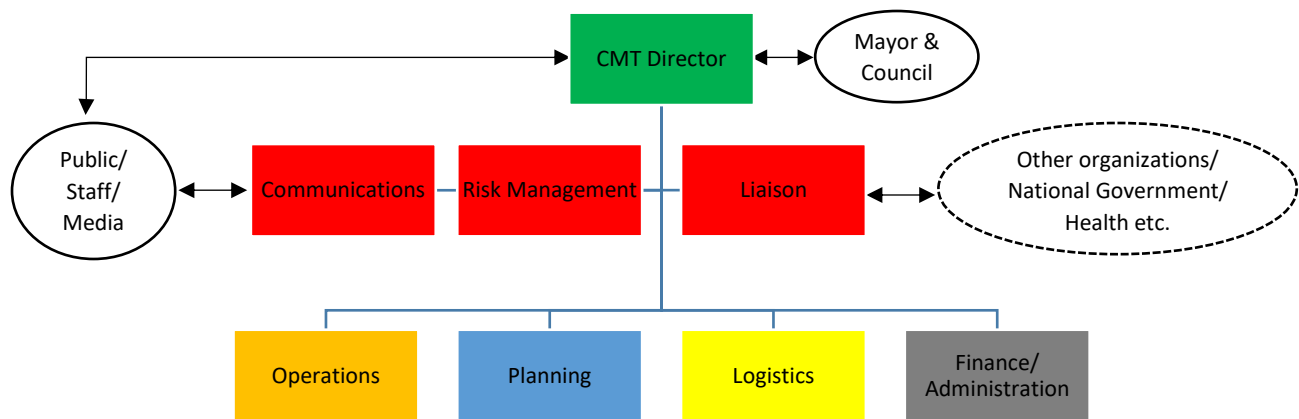 CMT Director
Mayor &
Council
Public/
Staff/
Media
Communications
Risk Management
Liaison
Other organizations/
National Government/
Health etc.
Operations
Planning
Logistics
Finance/
Administration